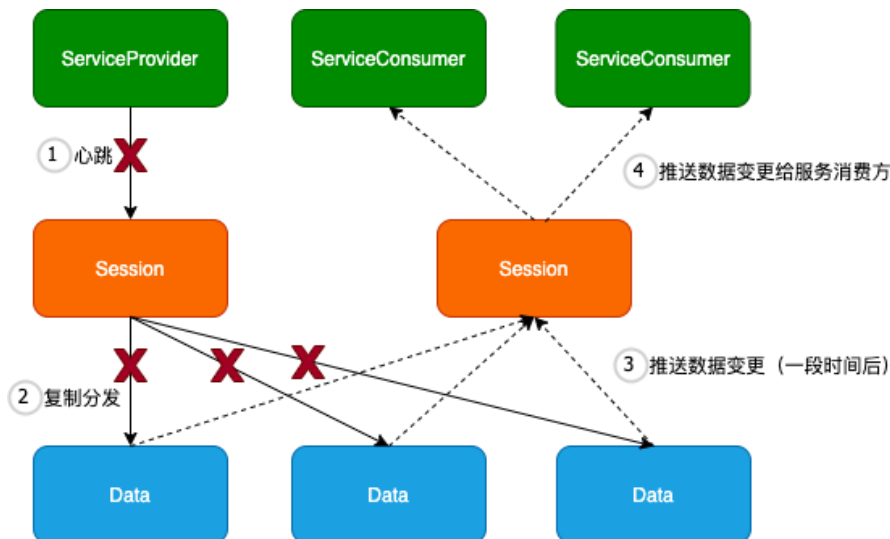 ServiceProvider
ServiceConsumer
ServiceConsumer
1 心跳
4 推送数据变更给服务消费方
Session
Session
3 推送数据变更（一段时间后）
2 复制分发
Data
Data
Data